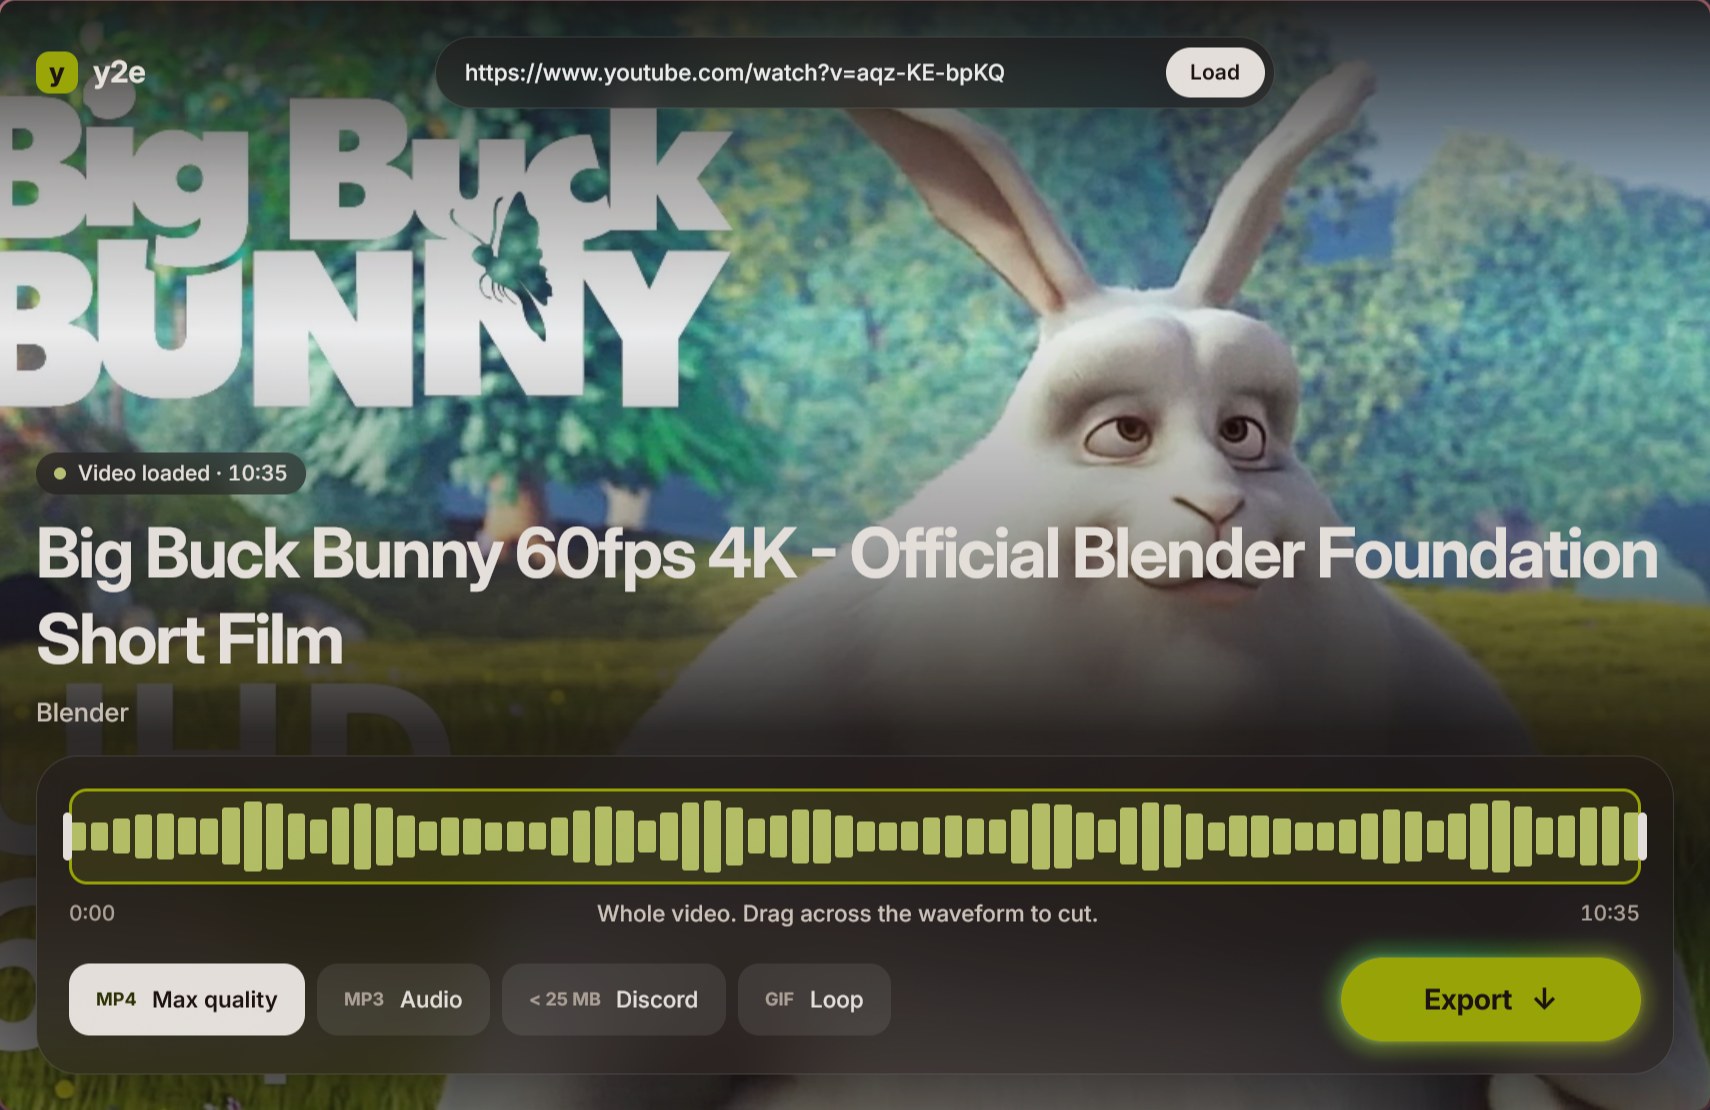 y y2e
https://www.youtube.com/watch?v=aqz-KE-bpKQ
Load
Big Buck
BUNNY
Video loaded · 10:35
Big Buck Bunny 60fps 4K - Official Blender Foundation
Short Film
Blender
0:00
Whole video. Drag across the waveform to cut.
10:35
MP4 Max quality
MP3 Audio
< 25 MB Discord
GIF Loop
Export ↓